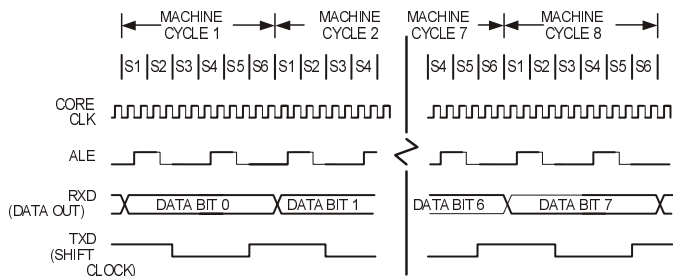 MACHINE CYCLE 1
MACHINE CYCLE 2
MACHINE CYCLE 7
MACHINE CYCLE 8
S1 S2 S3 S4 S5 S6 S1 S2 S3 S4 S4 S5 S6 S1 S2 S3 S4 S5 S6
CORE
CLK
ALE
RXD
(DATA OUT)
DATA BIT 0 DATA BIT 1 DATA BIT 6 DATA BIT 7
TXD
(SHIFT
CLOCK)